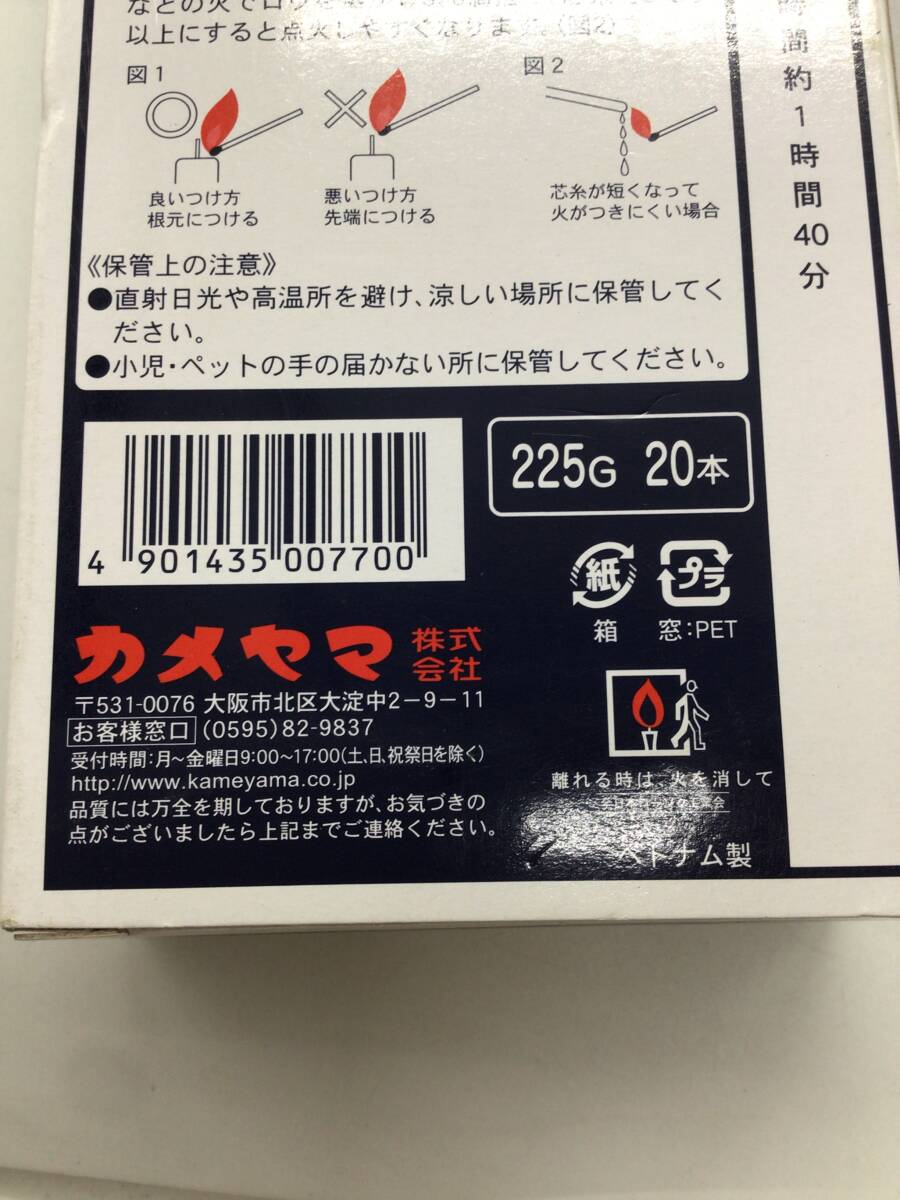 以上にすると点火しやすくなります。(図2)
図1
図2
良いつけ方
根元につける
悪いつけ方
先端につける
芯糸が短くなって
火がつきにくい場合
時間約1時間40分
《保管上の注意》
●直射日光や高温所を避け、涼しい場所に保管してく
ださい。
●小児・ペットの手の届かない所に保管してください。
225G 20本
4 901435 007700
紙
箱
プラ
窓:PET
カメヤマ 株式会社
〒531-0076 大阪市北区大淀中2-9-11
お客様窓口 (0595)82-9837
受付時間:月~金曜日9:00~17:00(土、日、祝祭日を除く)
http://www.kameyama.co.jp
品質には万全を期しておりますが、お気づきの
点がございましたら上記までご連絡ください。
離れる時は、火を消して
ベトナム製